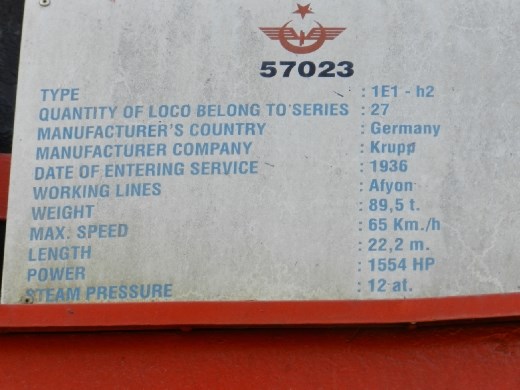 57023
TYPE : 1E1 - h2
QUANTITY OF LOCO BELONG TO SERIES : 27
MANUFACTURER'S COUNTRY : Germany
MANUFACTURER COMPANY : Krupp
DATE OF ENTERING SERVICE : 1936
WORKING LINES : Afyon
WEIGHT : 89,5 t.
MAX. SPEED : 65 Km./h
LENGTH : 22,2 m.
POWER : 1554 HP
STEAM PRESSURE : 12 at.